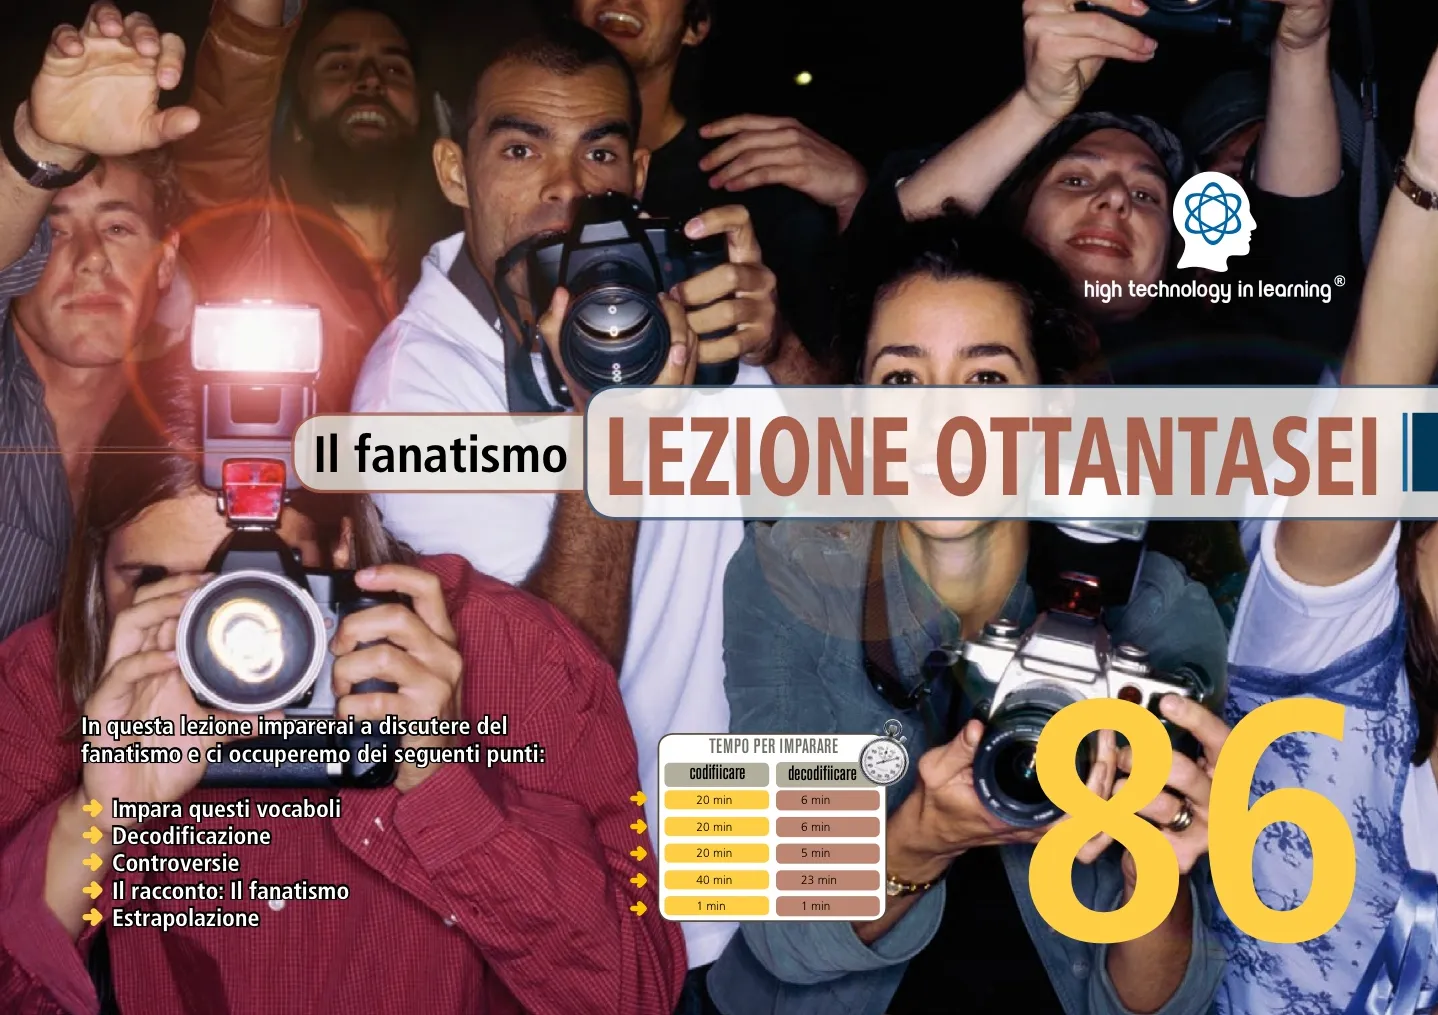 high technology in learning®
Il fanatismo
LEZIONE OTTANTASEI
In questa lezione imparerai a discutere del
fanatismo e ci occuperemo dei seguenti punti:
Impara questi vocaboli
Decodificazione
Controversie
Il racconto: Il fanatismo
Estrapolazione
TEMPO PER IMPARARE
codifiicare decodifiicare
20 min 6 min
20 min 6 min
20 min 5 min
40 min 23 min
1 min 1 min
86